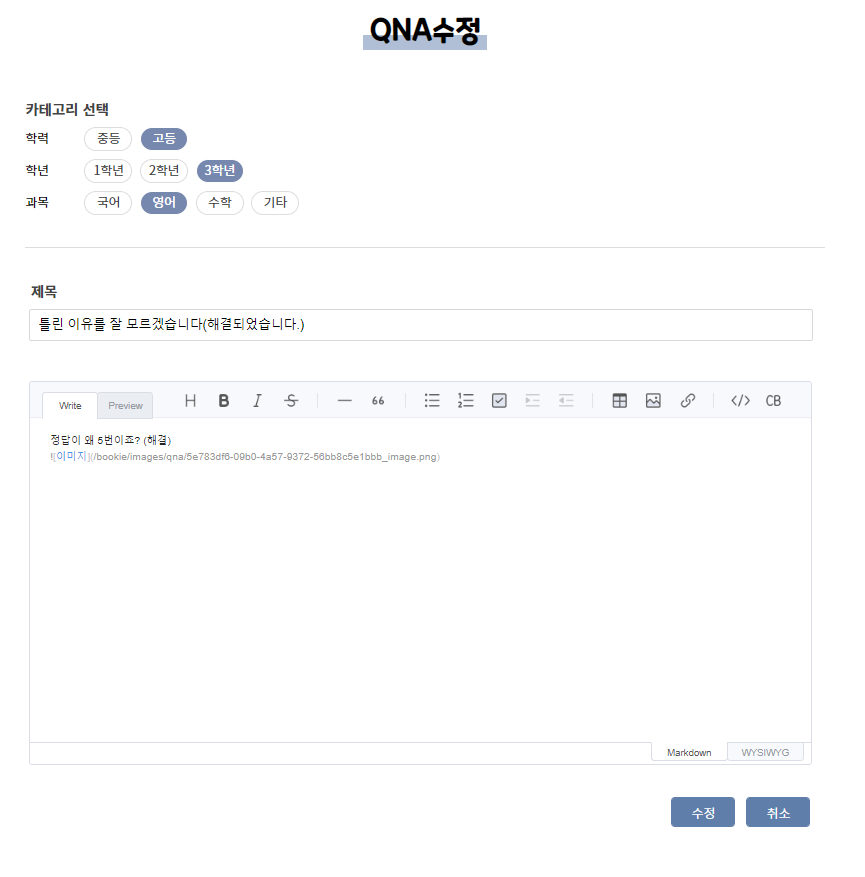 QNA수정
카테고리 선택
학력 중등 고등
학년 1학년 2학년 3학년
과목 국어 영어 수학 기타
제목
틀린 이유를 잘 모르겠습니다(해결되었습니다.)
Write Preview H B I S 66 </> CB
정답이 왜 5번이죠? (해결)
![이미지](/bookie/images/qna/5e783df6-09b0-4a57-9372-56bb8c5e1bbb_image.png)
Markdown WYSIWYG
수정 취소